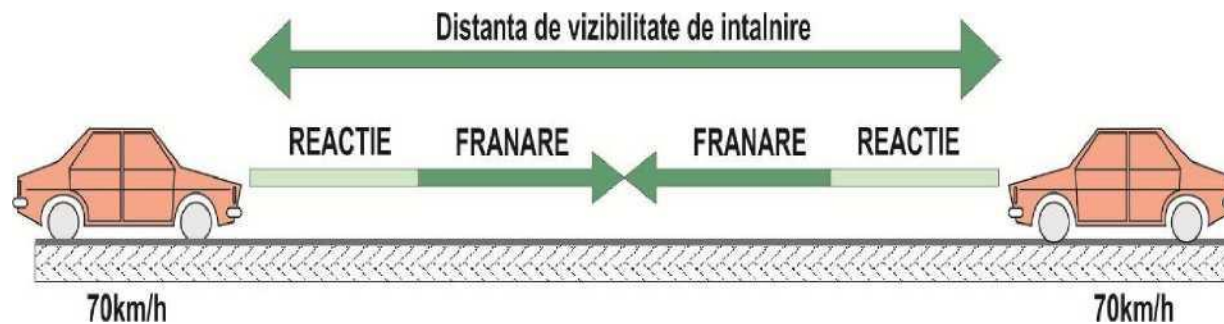 Distanta de vizibilitate de intalnire
REACTIE FRANARE FRANARE REACTIE
70km/h 70km/h